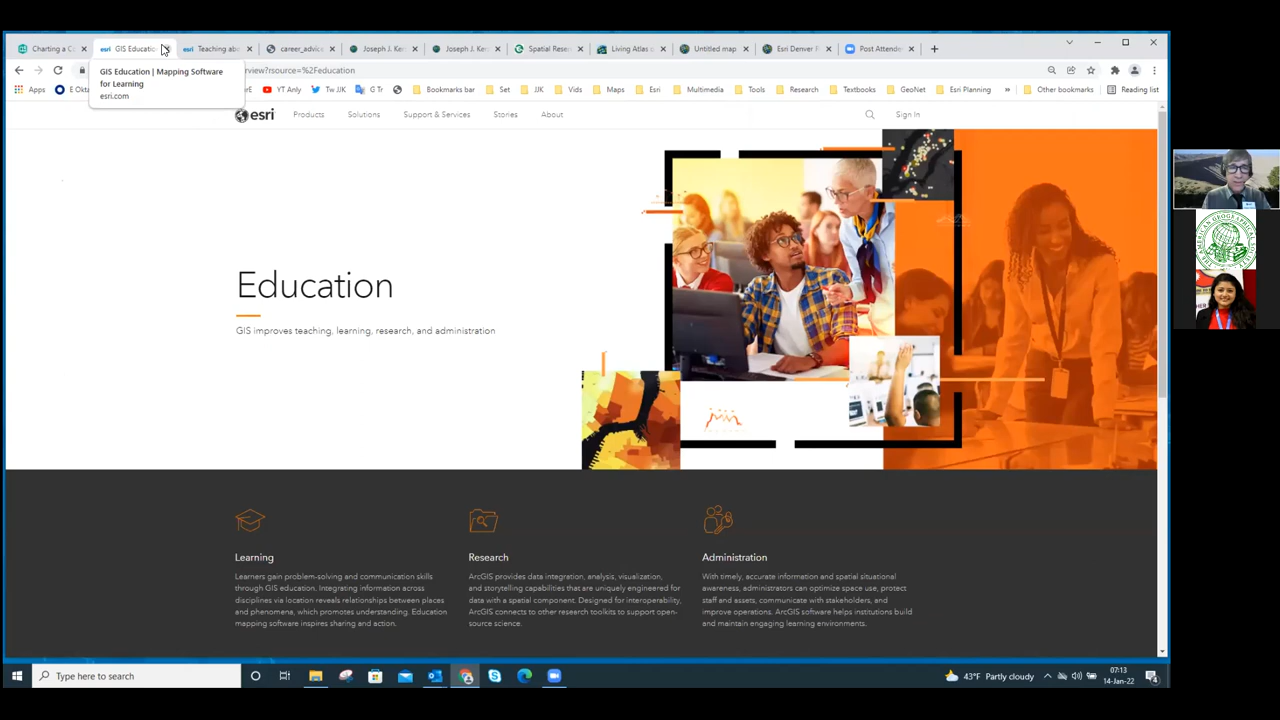 Charting a C
GIS Educatio
Teaching abo
career_advice
Joseph J. Ker
Joseph J. Ker
Spatial Rese
Living Atlas o
Untitled map
Esri Denver F
Post Attende
GIS Education | Mapping Software
for Learning
esri.com
rview?rsource=%2Feducation
Apps
E Okta
YT Anly
Tw JJK
G Tr
Bookmarks bar
Set
JJK
Vids
Maps
Esri
Multimedia
Tools
Research
Textbooks
GeoNet
Esri Planning
»
Other bookmarks
Reading list
esri
Products
Solutions
Support & Services
Stories
About
Sign In
Education
GIS improves teaching, learning, research, and administration
Learning
Learners gain problem-solving and communication skills
through GIS education. Integrating information across
disciplines via location reveals relationships between places
and phenomena, which promotes understanding. Education
mapping software inspires sharing and action.
Research
ArcGIS provides data integration, analysis, visualization,
and storytelling capabilities that are uniquely engineered for
data with a spatial component. Designed for interoperability,
ArcGIS connects to other research toolkits to support open-
source science.
Administration
With timely, accurate information and spatial situational
awareness, administrators can optimize space use, protect
staff and assets, communicate with stakeholders, and
improve operations. ArcGIS software helps institutions build
and maintain engaging learning environments.
Type here to search
43°F Partly cloudy
07:13
14-Jan-22